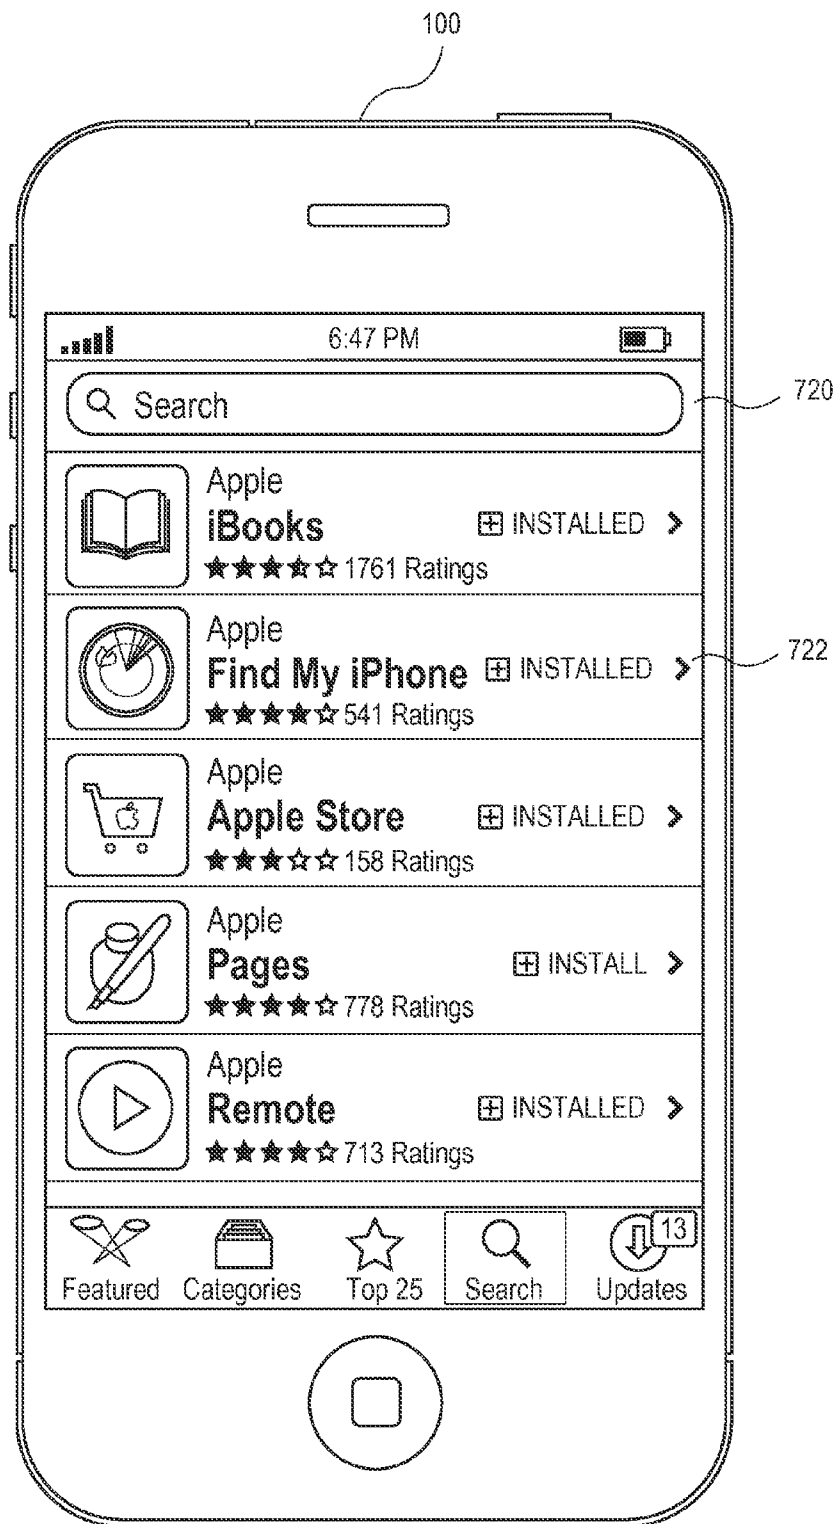 100
6:47 PM
Search
720
Apple
iBooks
INSTALLED
1761 Ratings
Apple
Find My iPhone
INSTALLED
722
541 Ratings
Apple
Apple Store
INSTALLED
158 Ratings
Apple
Pages
INSTALL
778 Ratings
Apple
Remote
INSTALLED
713 Ratings
13
Featured Categories Top 25 Search Updates